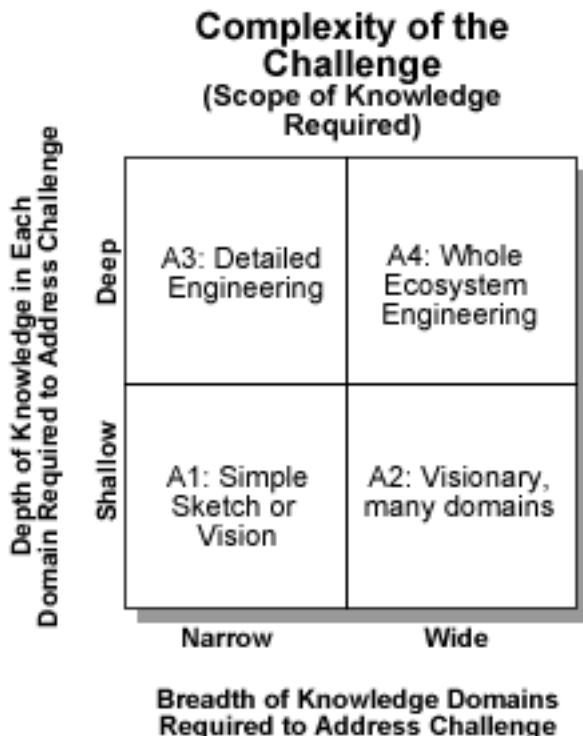 Complexity of the
Challenge
(Scope of Knowledge
Required)
Depth of Knowledge in Each
Domain Required to Address Challenge
Deep
A3: Detailed
Engineering
A4: Whole
Ecosystem
Engineering
Shallow
A1: Simple
Sketch or
Vision
A2: Visionary,
many domains
Narrow
Wide
Breadth of Knowledge Domains
Required to Address Challenge